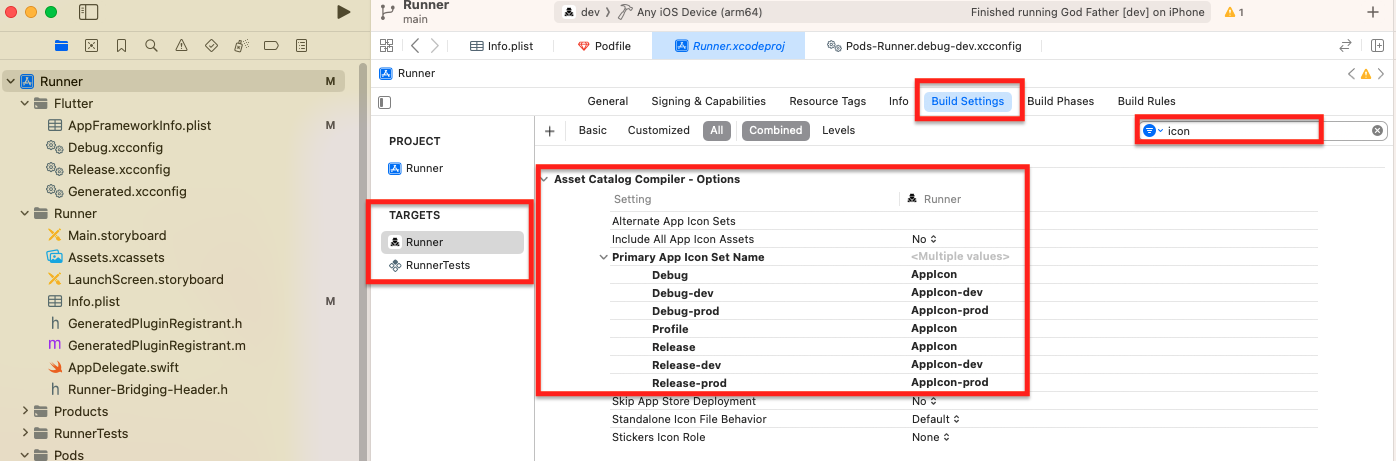 Runner
main
dev
Any iOS Device (arm64)
Finished running God Father [dev] on iPhone
1
Info.plist
Podfile
Runner.xcodeproj
Pods-Runner.debug-dev.xcconfig
Runner
M
Flutter
AppFrameworkInfo.plist
M
Debug.xcconfig
Release.xcconfig
Generated.xcconfig
Runner
Main.storyboard
Assets.xcassets
LaunchScreen.storyboard
Info.plist
M
GeneratedPluginRegistrant.h
GeneratedPluginRegistrant.m
AppDelegate.swift
Runner-Bridging-Header.h
Products
RunnerTests
Pods
Runner
General
Signing & Capabilities
Resource Tags
Info
Build Settings
Build Phases
Build Rules
PROJECT
Runner
TARGETS
Runner
RunnerTests
Basic
Customized
All
Combined
Levels
icon
Asset Catalog Compiler - Options
Setting Runner
Alternate App Icon Sets
Include All App Icon Assets No
Primary App Icon Set Name <Multiple values>
Debug AppIcon
Debug-dev AppIcon-dev
Debug-prod AppIcon-prod
Profile AppIcon
Release AppIcon
Release-dev AppIcon-dev
Release-prod AppIcon-prod
Skip App Store Deployment No
Standalone Icon File Behavior Default
Stickers Icon Role None